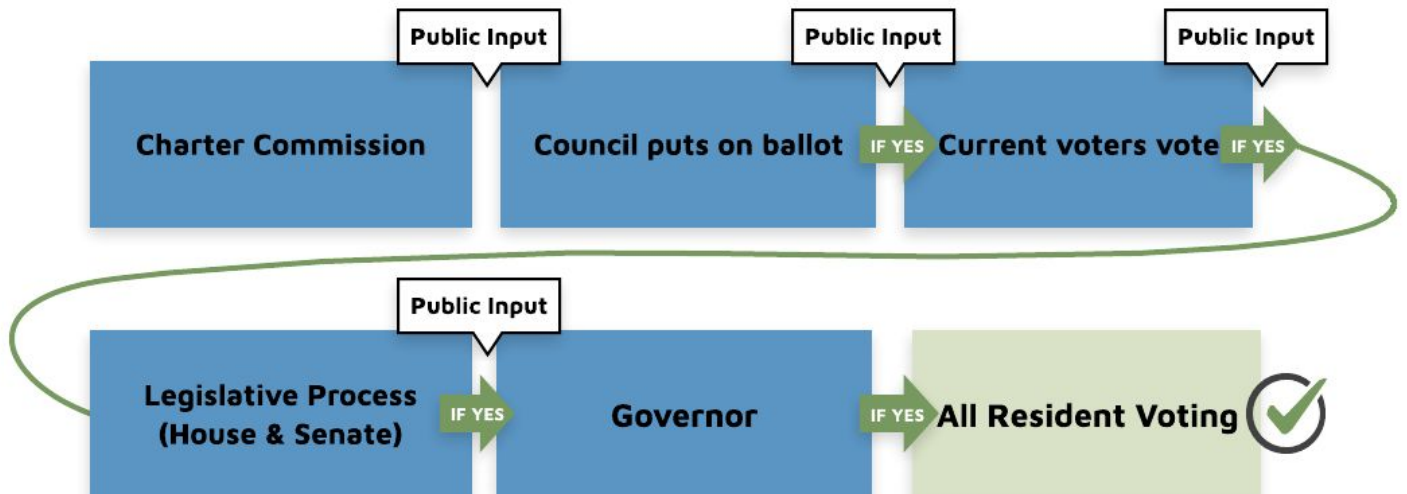 Public Input
Public Input
Public Input
Charter Commission
Council puts on ballot
IF YES
Current voters vote
IF YES
Public Input
Legislative Process
(House & Senate)
IF YES
Governor
IF YES
All Resident Voting